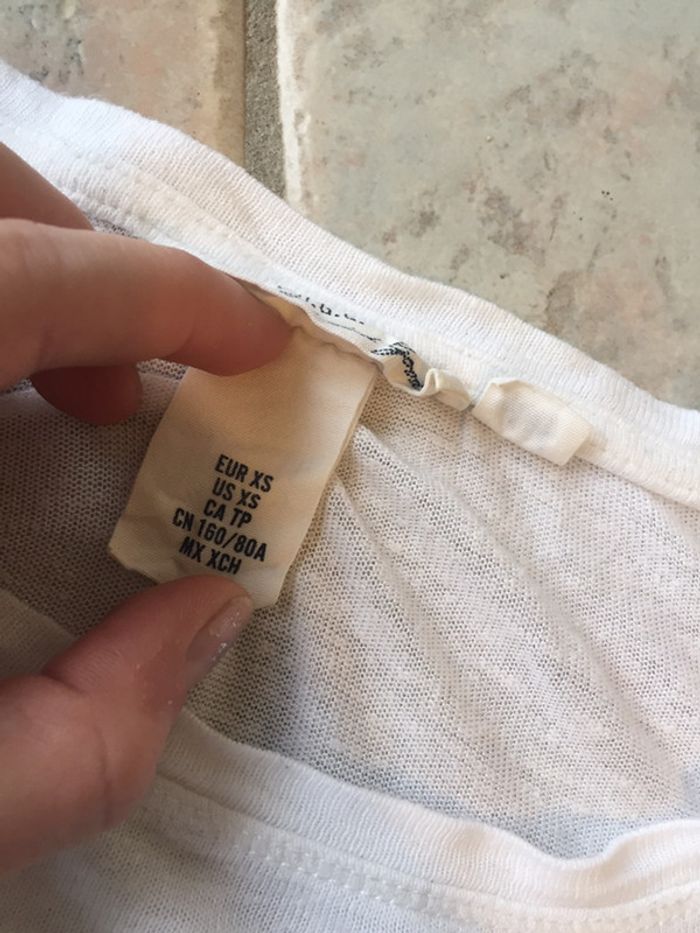 EUR XS
US XS
CA TP
CN 160/80A
MX XCH